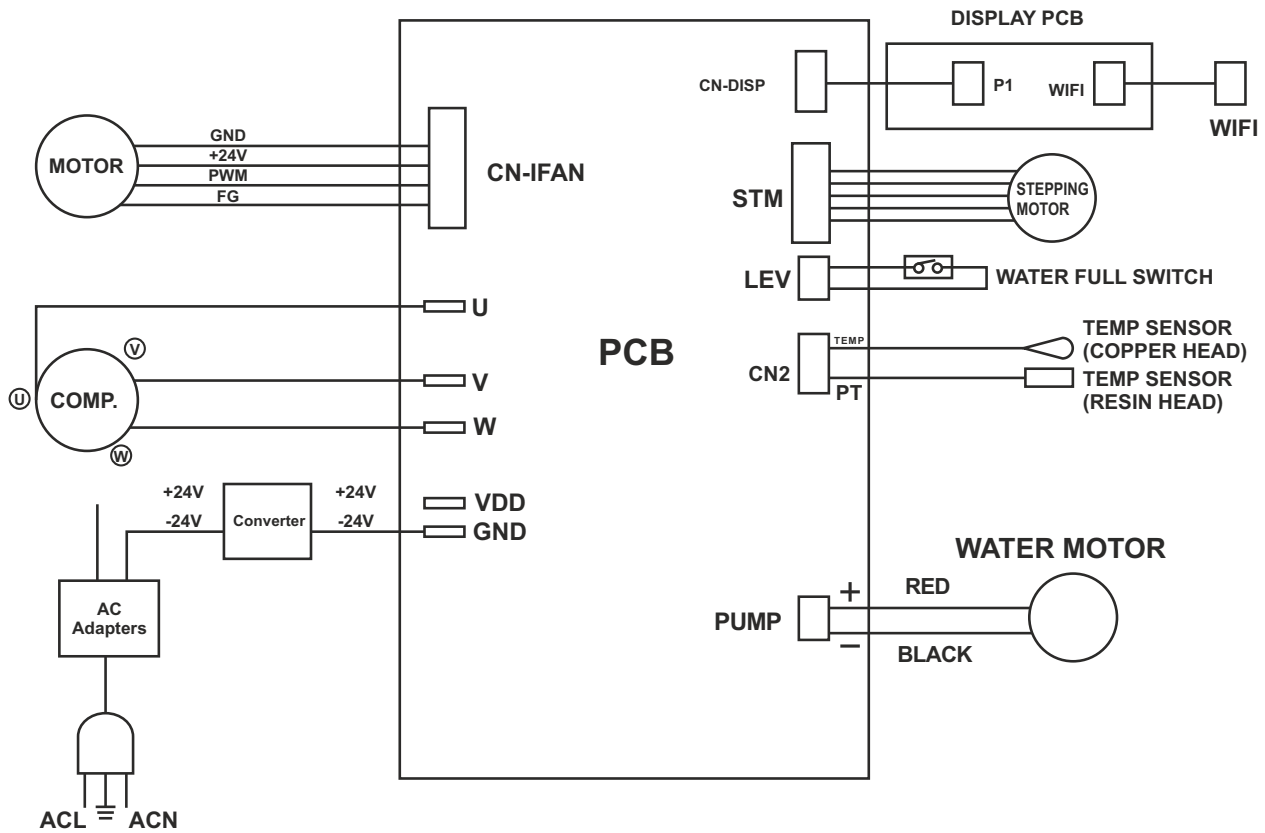 DISPLAY PCB
CN-DISP
P1
WIFI
WIFI
MOTOR
GND
+24V
PWM
FG
CN-IFAN
STM
STEPPING
MOTOR
LEV
WATER FULL SWITCH
U
V
W
COMP.
U
V
W
PCB
CN2
TEMP
PT
TEMP SENSOR
(COPPER HEAD)
TEMP SENSOR
(RESIN HEAD)
+24V
-24V
Converter
+24V
-24V
VDD
GND
AC
Adapters
ACL
ACN
WATER MOTOR
PUMP
+
−
RED
BLACK